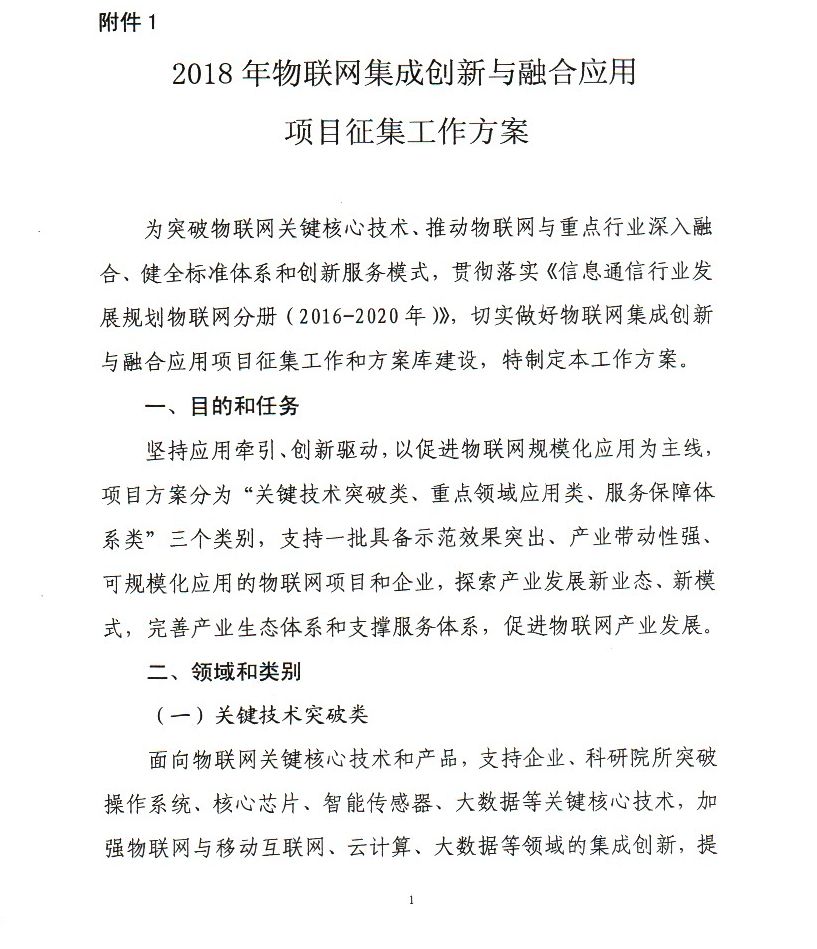 附件 1
2018 年物联网集成创新与融合应用
项目征集工作方案
为突破物联网关键核心技术、推动物联网与重点行业深入融
合、健全标准体系和创新服务模式，贯彻落实《信息通信行业发
展规划物联网分册（2016-2020 年）》，切实做好物联网集成创新
与融合应用项目征集工作和方案库建设，特制定本工作方案。
一、目的和任务
坚持应用牵引、创新驱动，以促进物联网规模化应用为主线，
项目方案分为“关键技术突破类、重点领域应用类、服务保障体
系类”三个类别，支持一批具备示范效果突出、产业带动性强、
可规模化应用的物联网项目和企业，探索产业发展新业态、新模
式，完善产业生态体系和支撑服务体系，促进物联网产业发展。
二、领域和类别
（一）关键技术突破类
面向物联网关键核心技术和产品，支持企业、科研院所突破
操作系统、核心芯片、智能传感器、大数据等关键核心技术，加
强物联网与移动互联网、云计算、大数据等领域的集成创新，提
1